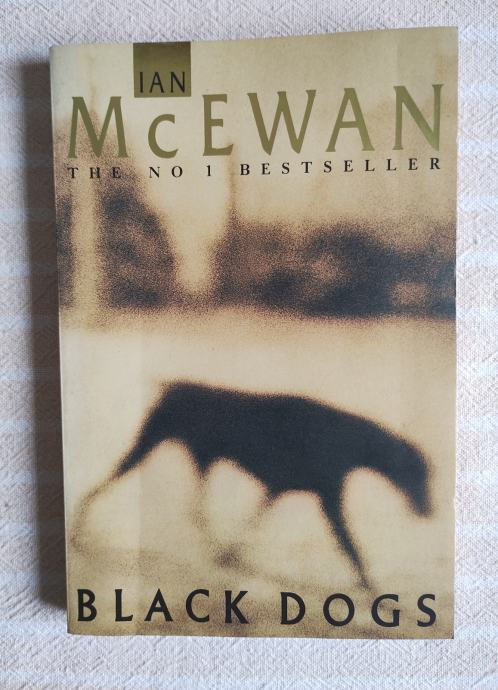 IAN
McEWAN
THE NO 1 BESTSELLER
BLACK DOGS